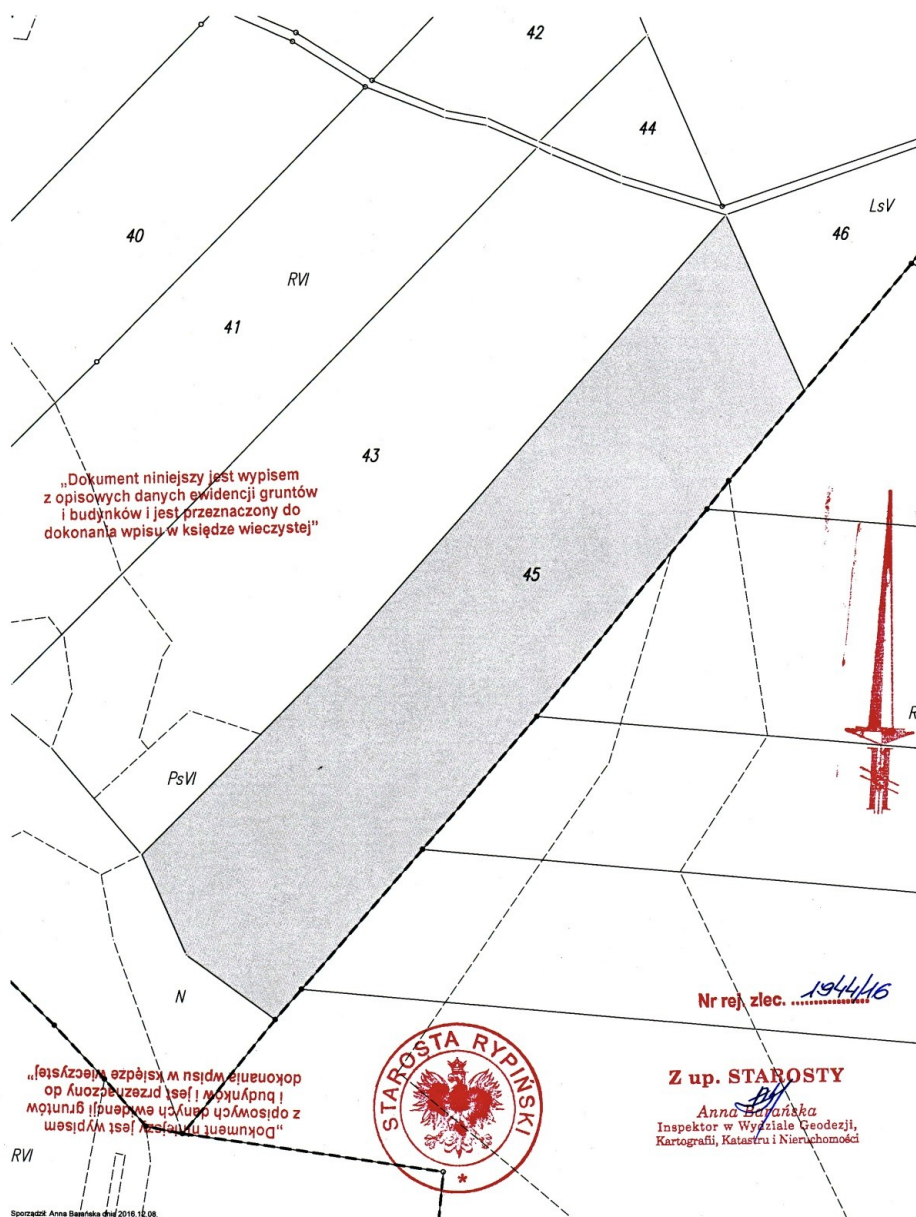 42
44
LsV
46
40
RVI
41
43
„Dokument niniejszy jest wypisem
z opisowych danych ewidencji gruntów
i budynków i jest przeznaczony do
dokonania wpisu w księdze wieczystej”
45
R
PsVI
N
Nr rej. zlec. 1944/16
STAROSTA RYPIŃSKI
*
Z up. STAROSTY
Anna Barańska
Inspektor w Wydziale Geodezji,
Kartografii, Katastru i Nieruchomości
„Dokument niniejszy jest wypisem
z opisowych danych ewidencji gruntów
i budynków i jest przeznaczony do
dokonania wpisu w księdze wieczystej”
RVI
Sporządził: Anna Barańska dnia 2016.12.08.